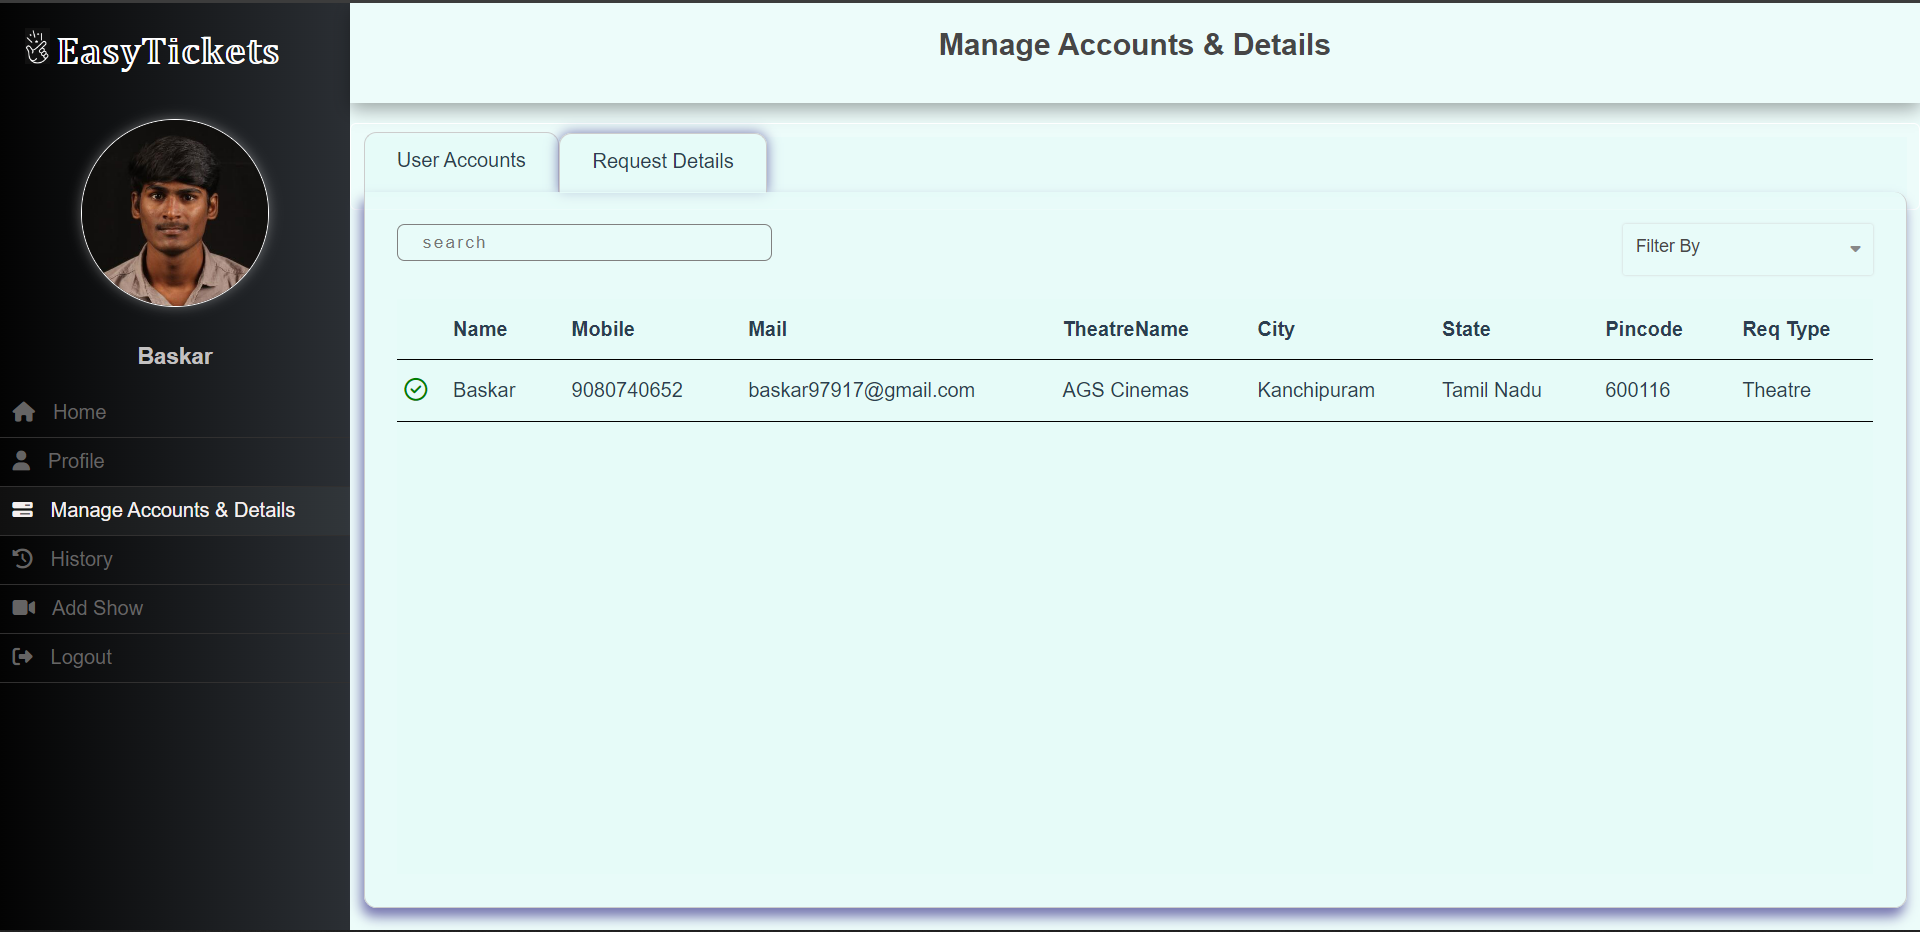 EasyTickets
Baskar
Home
Profile
Manage Accounts & Details
History
Add Show
Logout
Manage Accounts & Details
User Accounts
Request Details
search
Filter By
Name Mobile Mail TheatreName City State Pincode Req Type
Baskar 9080740652 baskar97917@gmail.com AGS Cinemas Kanchipuram Tamil Nadu 600116 Theatre